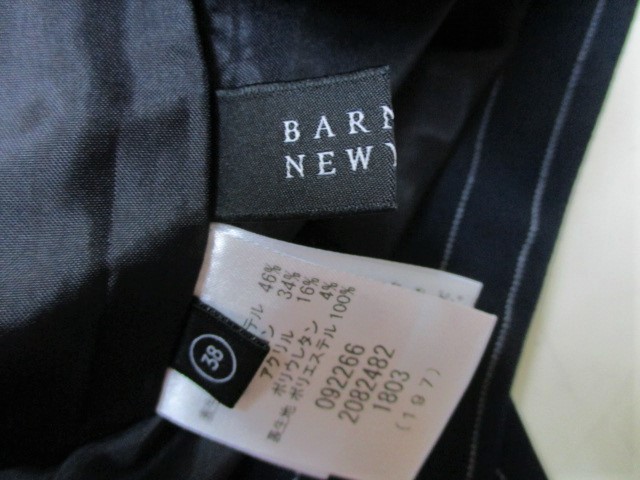 BARN
NEW Y
38
テル 46%
ン 34%
アクリル 16%
ポリウレタン 4%
裏生地 ポリエステル 100%
092266
2082482
1803
(197)